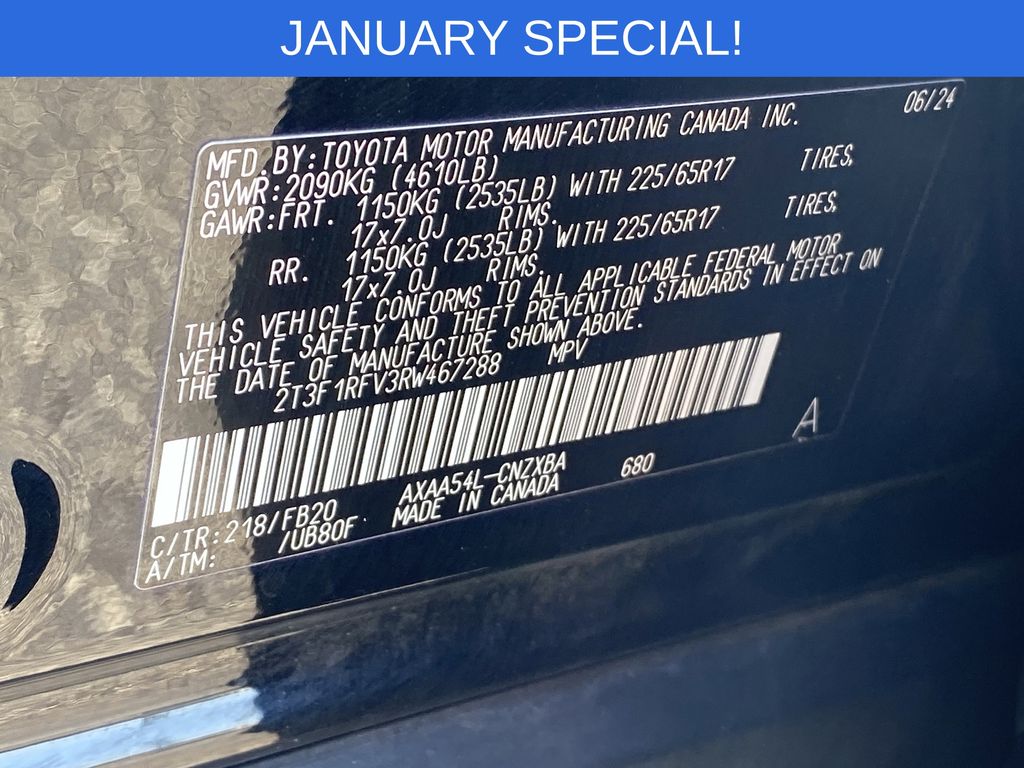 JANUARY SPECIAL!
06/24
MFD.BY:TOYOTA MOTOR MANUFACTURING CANADA INC.
GVWR:2090KG (4610LB)
GAWR:FRT. 1150KG (2535LB) WITH 225/65R17 TIRES,
17x7.0J RIMS.
RR. 1150KG (2535LB) WITH 225/65R17 TIRES,
17x7.0J RIMS.
THIS VEHICLE CONFORMS TO ALL APPLICABLE FEDERAL MOTOR
VEHICLE SAFETY AND THEFT PREVENTION STANDARDS IN EFFECT ON
THE DATE OF MANUFACTURE SHOWN ABOVE.
2T3F1RFV3RW467288 MPV
A
C/TR:218/FB20 AXAA54L-CNZXBA 680
A/TM: /UB80F MADE IN CANADA